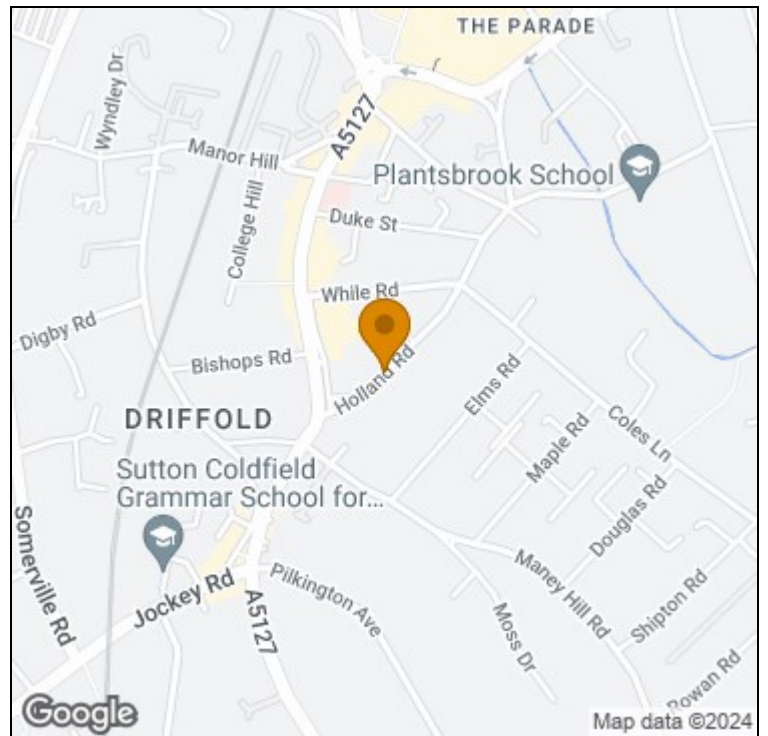 THE PARADE
Wyndley Dr
A5127
Manor Hill
Plantsbrook School
College Hill
Duke St
While Rd
Digby Rd
Bishops Rd
Holland Rd
Elms Rd
DRIFFOLD
Maple Rd
Coles Ln
Sutton Coldfield
Grammar School for...
Douglas Rd
Somerville Rd
Jockey Rd
A5127
Pilkington Ave
Maney Hill Rd
Moss Dr
Shipton Rd
Rowan Rd
Google
Map data ©2024